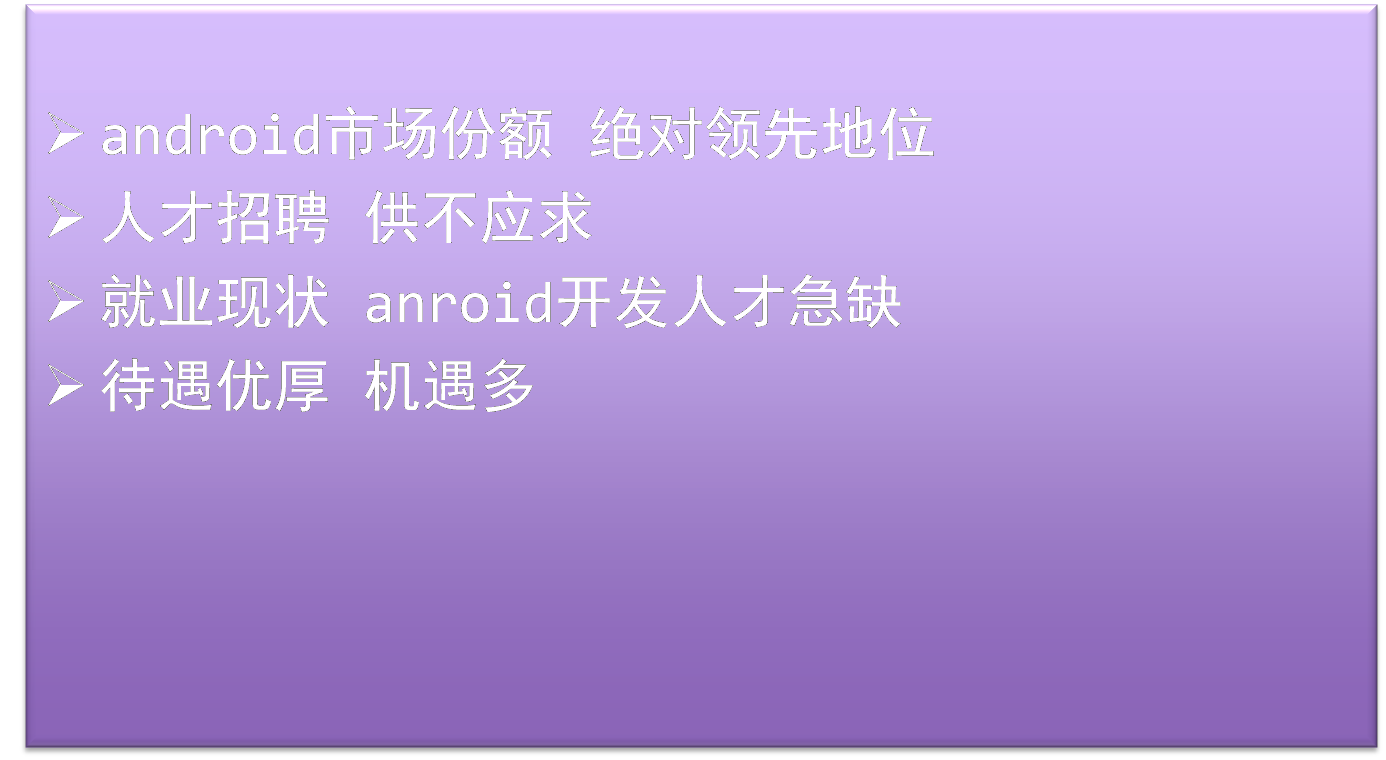 android市场份额 绝对领先地位
人才招聘 供不应求
就业现状 anroid开发人才急缺
待遇优厚 机遇多